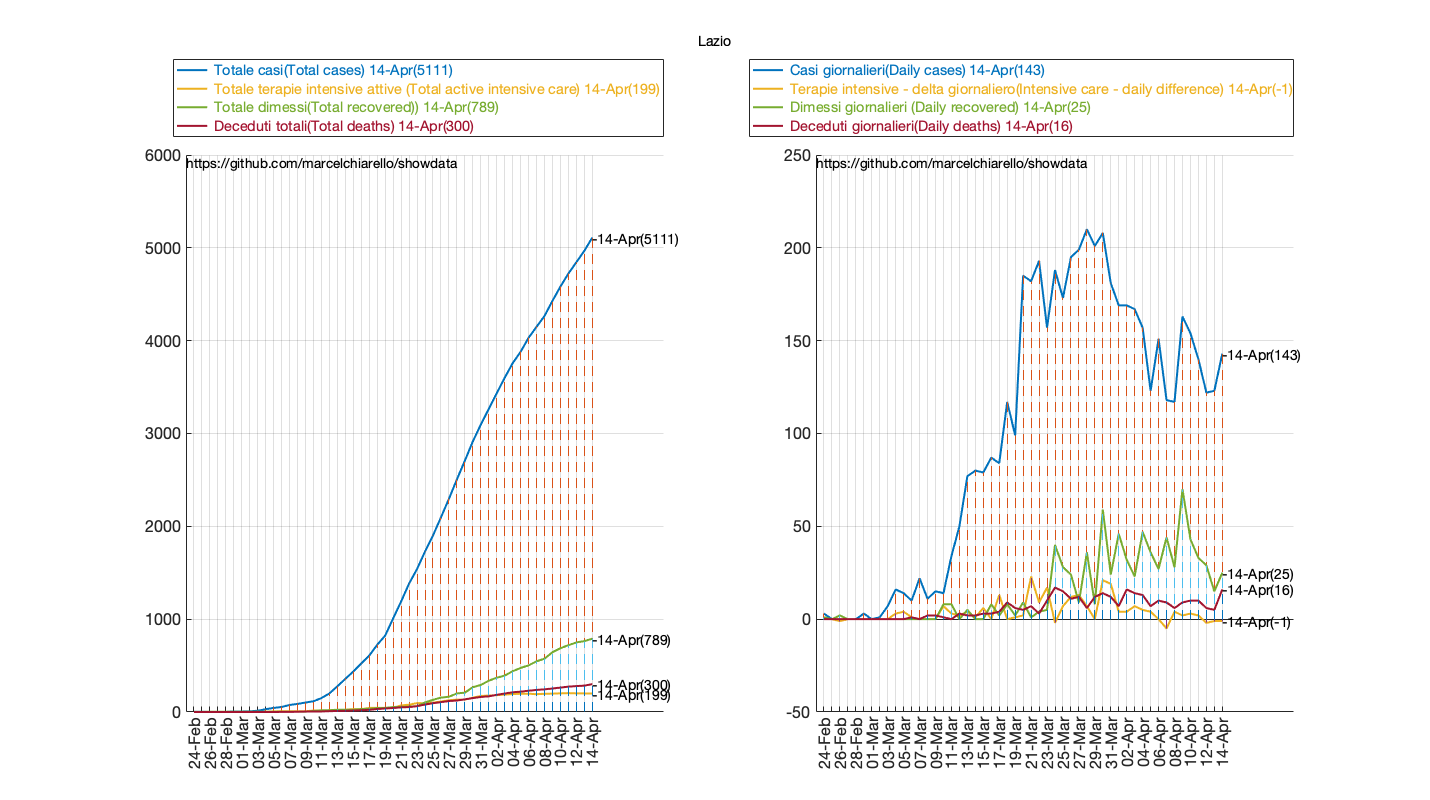 Lazio
Totale casi(Total cases) 14-Apr(5111)
Totale terapie intensive attive (Total active intensive care) 14-Apr(199)
Totale dimessi(Total recovered)) 14-Apr(789)
Deceduti totali(Total deaths) 14-Apr(300)
6000
https://github.com/marcelchiarello/showdata
5000
14-Apr(5111)
4000
3000
2000
1000
14-Apr(789)
14-Apr(300)
14-Apr(199)
0
24-Feb
26-Feb
28-Feb
01-Mar
03-Mar
05-Mar
07-Mar
09-Mar
11-Mar
13-Mar
15-Mar
17-Mar
19-Mar
21-Mar
23-Mar
25-Mar
27-Mar
29-Mar
31-Mar
02-Apr
04-Apr
06-Apr
08-Apr
10-Apr
12-Apr
14-Apr
Casi giornalieri(Daily cases) 14-Apr(143)
Terapie intensive - delta giornaliero(Intensive care - daily difference) 14-Apr(-1)
Dimessi giornalieri (Daily recovered) 14-Apr(25)
Deceduti giornalieri(Daily deaths) 14-Apr(16)
250
https://github.com/marcelchiarello/showdata
200
150
14-Apr(143)
100
50
14-Apr(25)
14-Apr(16)
0
14-Apr(-1)
-50
24-Feb
26-Feb
28-Feb
01-Mar
03-Mar
05-Mar
07-Mar
09-Mar
11-Mar
13-Mar
15-Mar
17-Mar
19-Mar
21-Mar
23-Mar
25-Mar
27-Mar
29-Mar
31-Mar
02-Apr
04-Apr
06-Apr
08-Apr
10-Apr
12-Apr
14-Apr